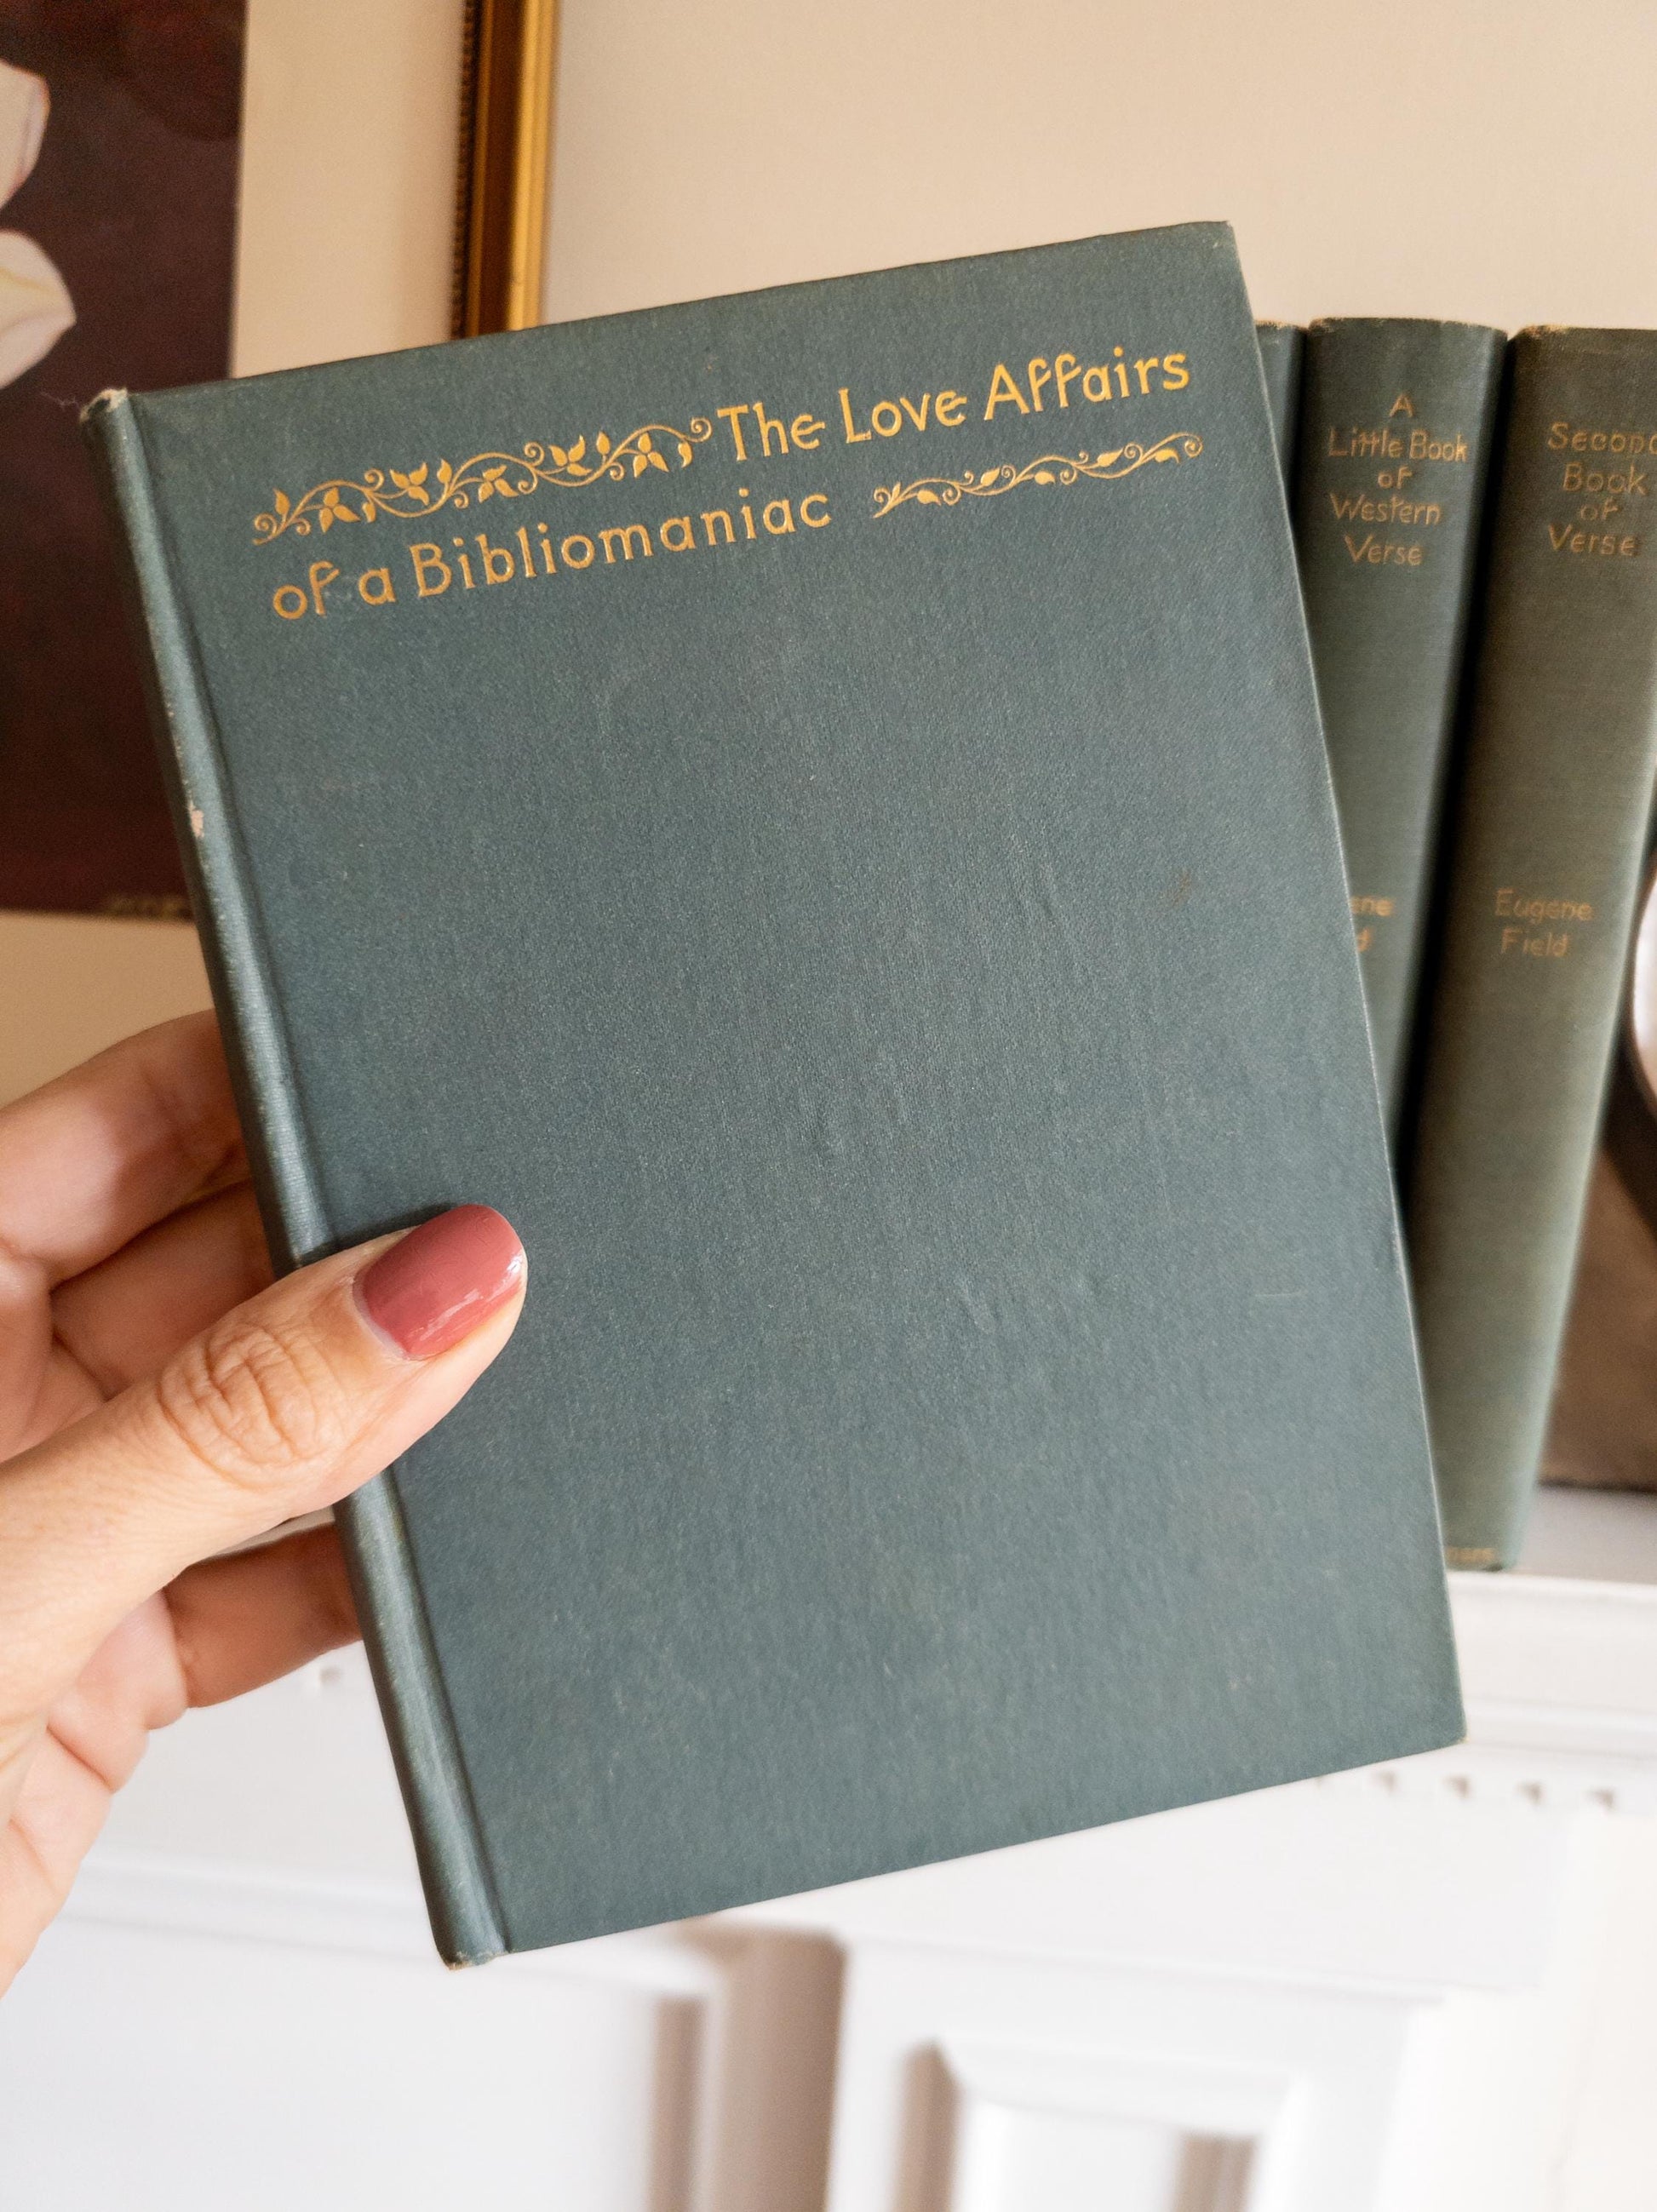 The Love Affairs
of a Bibliomaniac
A
Little Book
of
Western
Verse
Second
Book
of
Verse
Eugene
Field